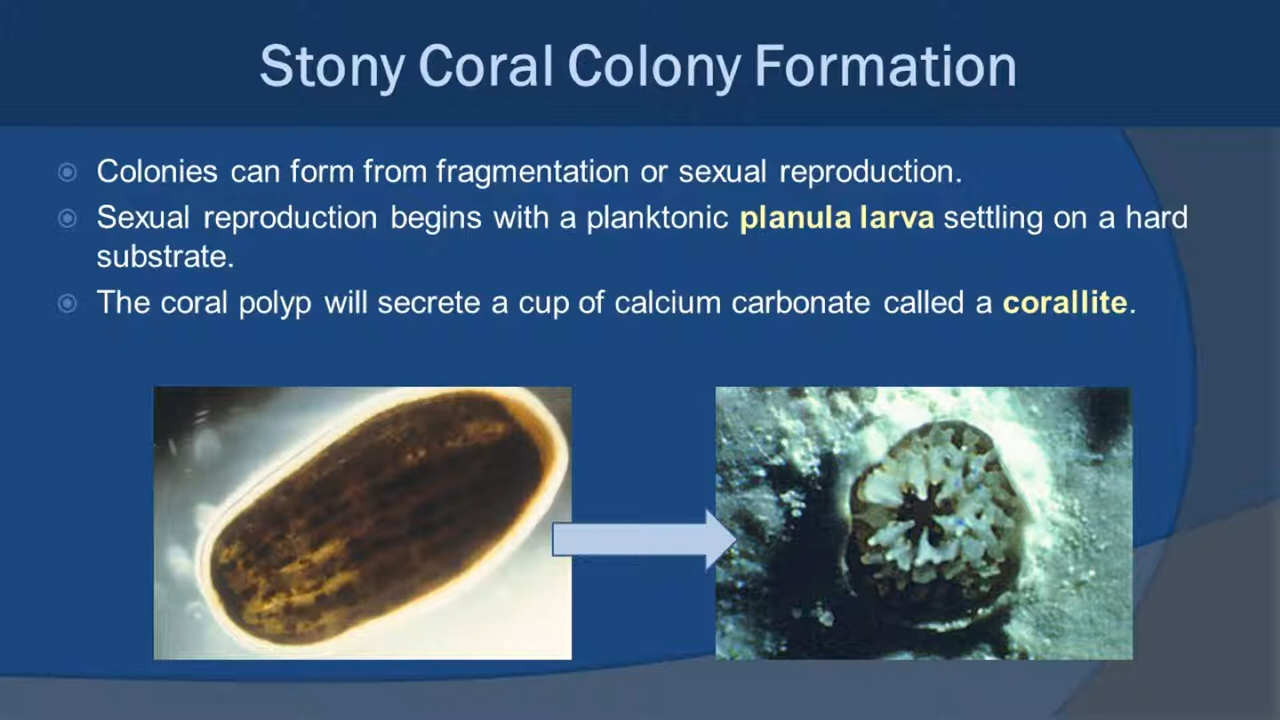 Stony Coral Colony Formation
Colonies can form from fragmentation or sexual reproduction.
Sexual reproduction begins with a planktonic planula larva settling on a hard
substrate.
The coral polyp will secrete a cup of calcium carbonate called a corallite.